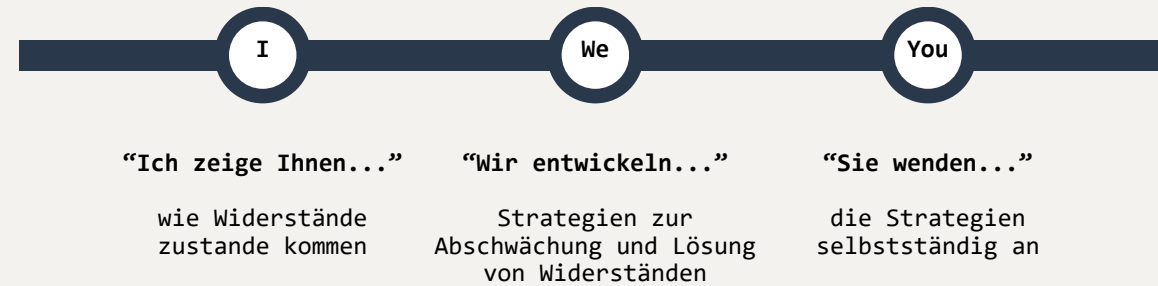 I
We
You
“Ich zeige Ihnen...”
“Wir entwickeln...”
“Sie wenden...”
wie Widerstände
zustande kommen
Strategien zur
Abschwächung und Lösung
von Widerständen
die Strategien
selbstständig an